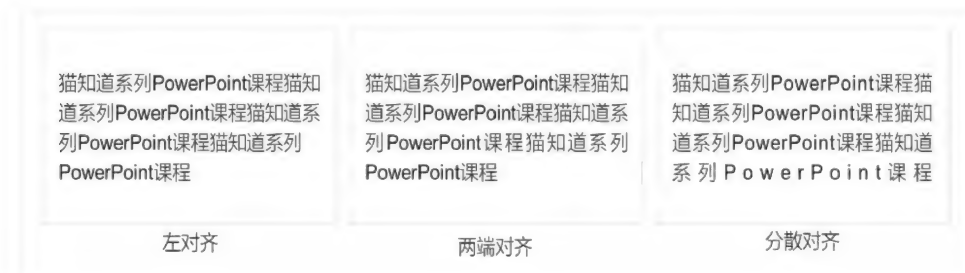 猫知道系列PowerPoint课程猫知
道系列PowerPoint课程猫知道系
列PowerPoint课程猫知道系列
PowerPoint课程
左对齐
猫知道系列PowerPoint课程猫知
道系列PowerPoint课程猫知道系
列PowerPoint课程猫知道系列
PowerPoint课程
两端对齐
猫知道系列PowerPoint课程猫
知道系列PowerPoint课程猫知
道系列PowerPoint课程猫知道
系列PowerPoint课程
分散对齐